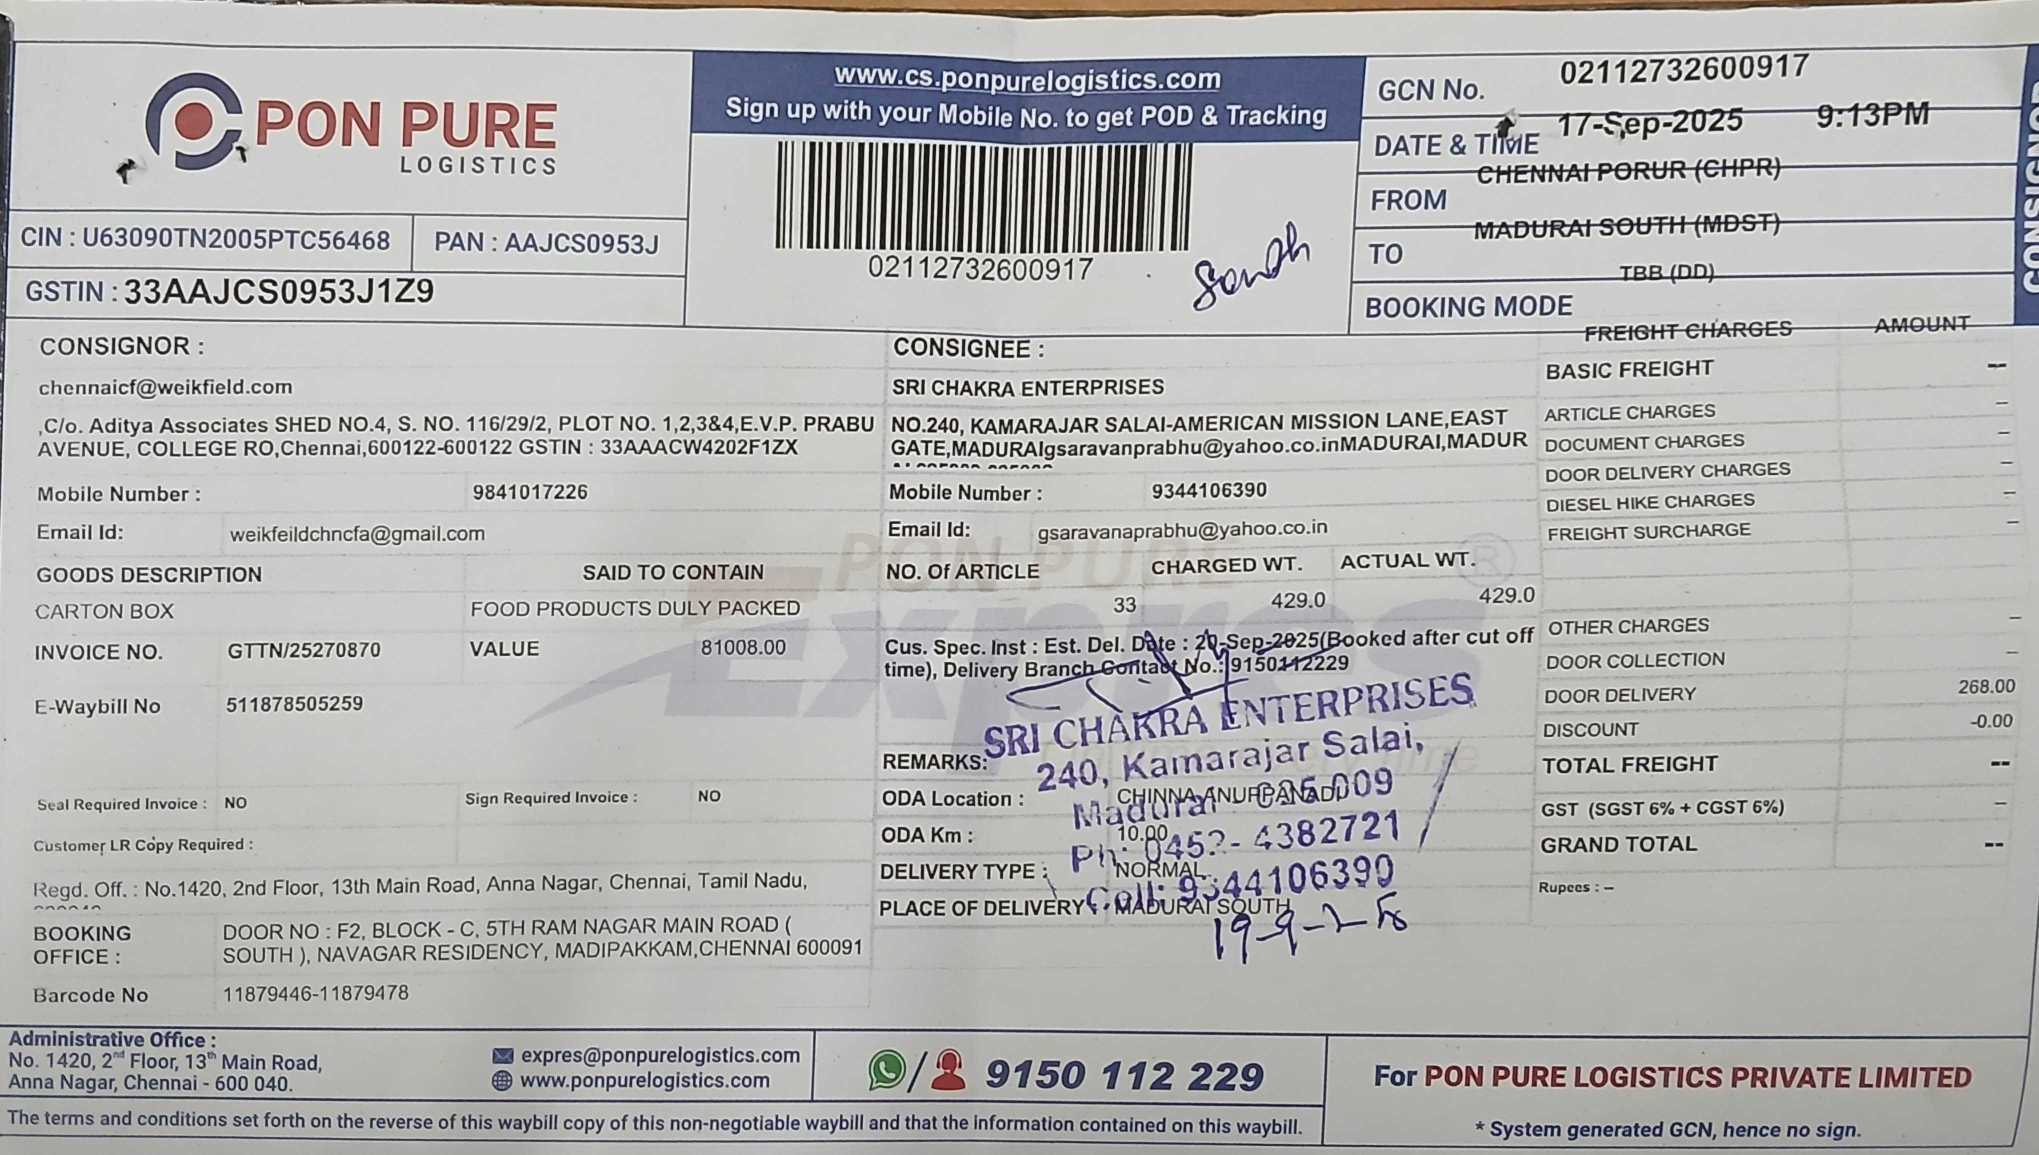 PON PURE
LOGISTICS
CIN : U63090TN2005PTC56468
PAN : AAJCS0953J
GSTIN : 33AAJCS0953J1Z9
www.cs.ponpurelogistics.com
Sign up with your Mobile No. to get POD & Tracking
02112732600917
GCN No. 02112732600917
DATE & TIME 17-Sep-2025 9:13PM
FROM CHENNAI PORUR (CHPR)
TO MADURAI SOUTH (MDST)
BOOKING MODE TBB (DD)
CONSIGNOR :
chennaicf@weikfield.com
,C/o. Aditya Associates SHED NO.4, S. NO. 116/29/2, PLOT NO. 1,2,3&4,E.V.P. PRABU
AVENUE, COLLEGE RO,Chennai,600122-600122 GSTIN : 33AAACW4202F1ZX
Mobile Number : 9841017226
Email Id: weikfeildchncfa@gmail.com
CONSIGNEE :
SRI CHAKRA ENTERPRISES
NO.240, KAMARAJAR SALAI-AMERICAN MISSION LANE,EAST
GATE,MADURAIgsaravanprabhu@yahoo.co.inMADURAI,MADUR
Mobile Number : 9344106390
Email Id: gsaravanaprabhu@yahoo.co.in
GOODS DESCRIPTION SAID TO CONTAIN NO. Of ARTICLE CHARGED WT. ACTUAL WT.
CARTON BOX FOOD PRODUCTS DULY PACKED 33 429.0 429.0
INVOICE NO. GTTN/25270870 VALUE 81008.00
E-Waybill No 511878505259
Seal Required Invoice : NO Sign Required Invoice : NO
Customer LR Copy Required :
Regd. Off. : No.1420, 2nd Floor, 13th Main Road, Anna Nagar, Chennai, Tamil Nadu,
BOOKING OFFICE : DOOR NO : F2, BLOCK - C, 5TH RAM NAGAR MAIN ROAD (
SOUTH ), NAVAGAR RESIDENCY, MADIPAKKAM,CHENNAI 600091
Barcode No 11879446-11879478
Cus. Spec. Inst : Est. Del. Date : 20-Sep-2025(Booked after cut off
time), Delivery Branch Contact No.: 9150112229
REMARKS:
ODA Location : CHINNA ANUPPANADI
ODA Km : 10.00
DELIVERY TYPE : NORMAL
PLACE OF DELIVERY : MADURAI SOUTH
SRI CHAKRA ENTERPRISES
240, Kamarajar Salai,
Madurai 625 009
Ph: 0452- 4382721
Cell: 9344106390
FREIGHT CHARGES AMOUNT
BASIC FREIGHT --
ARTICLE CHARGES –
DOCUMENT CHARGES –
DOOR DELIVERY CHARGES –
DIESEL HIKE CHARGES –
FREIGHT SURCHARGE –
OTHER CHARGES –
DOOR COLLECTION –
DOOR DELIVERY 268.00
DISCOUNT -0.00
TOTAL FREIGHT --
GST (SGST 6% + CGST 6%) –
GRAND TOTAL --
Rupees : –
Administrative Office :
No. 1420, 2nd Floor, 13th Main Road,
Anna Nagar, Chennai - 600 040.
expres@ponpurelogistics.com
www.ponpurelogistics.com
9150 112 229
For PON PURE LOGISTICS PRIVATE LIMITED
The terms and conditions set forth on the reverse of this waybill copy of this non-negotiable waybill and that the information contained on this waybill.
* System generated GCN, hence no sign.